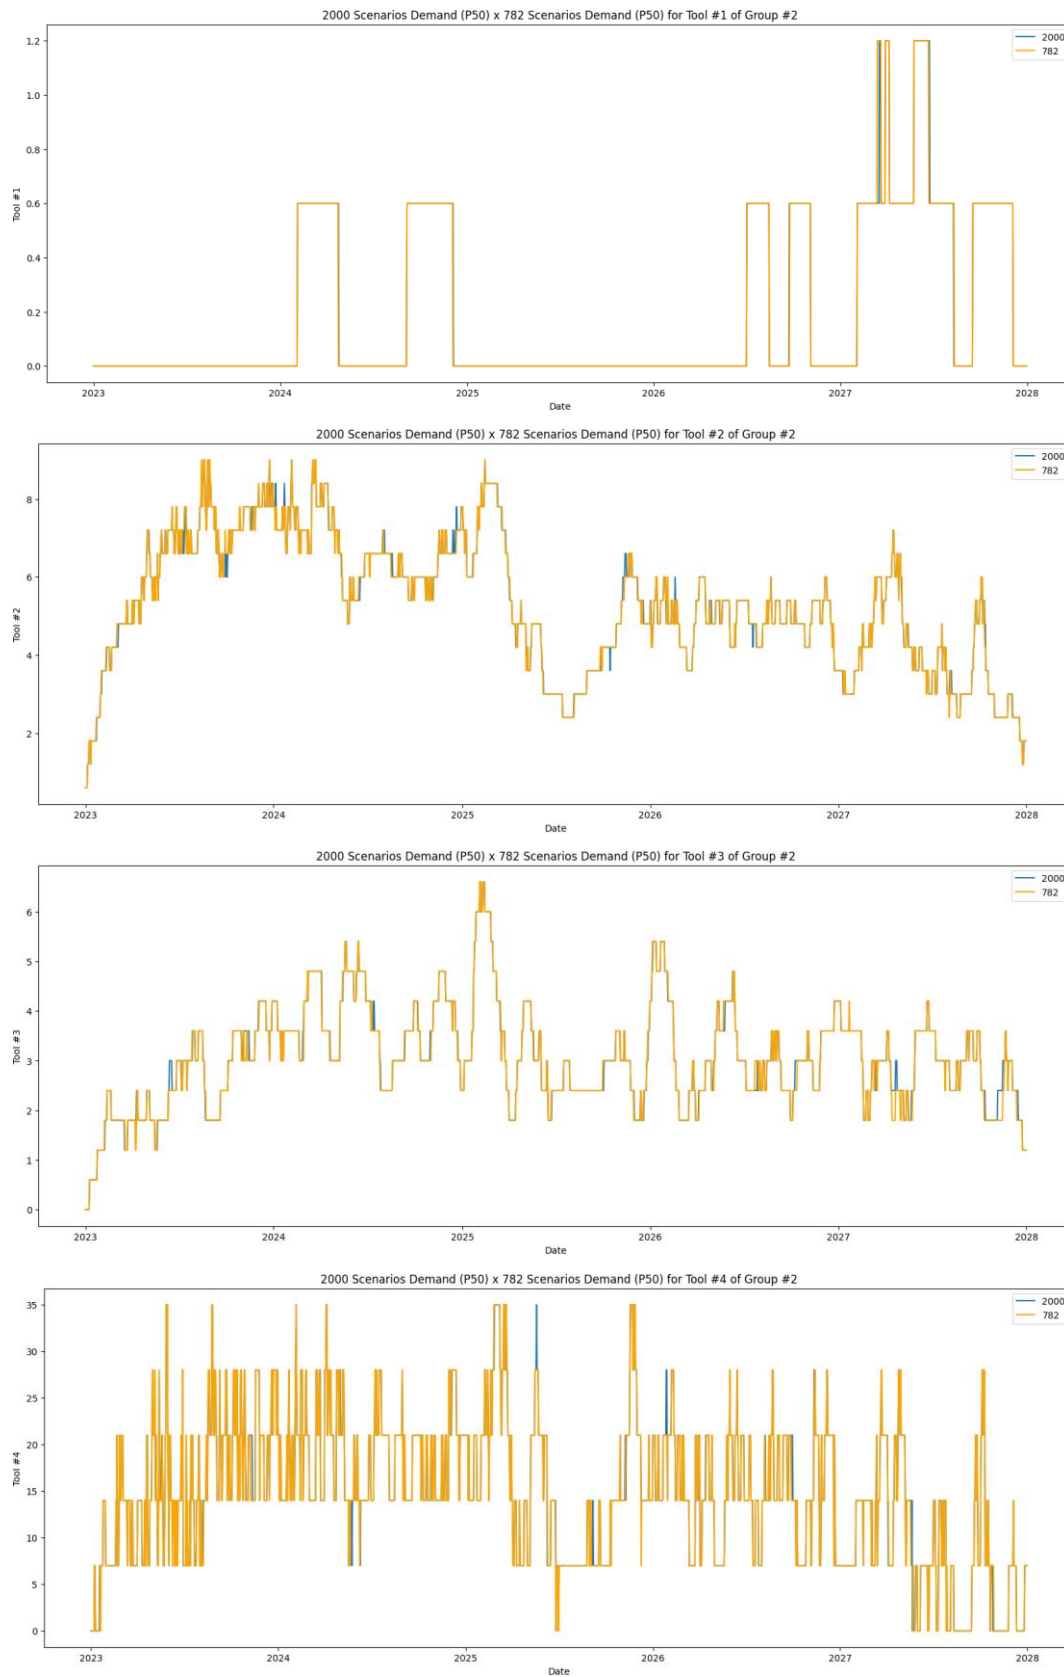 2000 Scenarios Demand (P50) x 782 Scenarios Demand (P50) for Tool #1 of Group #2
2000
782
1.2
1.0
0.8
0.6
0.4
0.2
0.0
Tool #1
2023 2024 2025 2026 2027 2028
Date
2000 Scenarios Demand (P50) x 782 Scenarios Demand (P50) for Tool #2 of Group #2
2000
782
8
6
4
2
Tool #2
2023 2024 2025 2026 2027 2028
Date
2000 Scenarios Demand (P50) x 782 Scenarios Demand (P50) for Tool #3 of Group #2
2000
782
6
5
4
3
2
1
0
Tool #3
2023 2024 2025 2026 2027 2028
Date
2000 Scenarios Demand (P50) x 782 Scenarios Demand (P50) for Tool #4 of Group #2
2000
782
35
30
25
20
15
10
5
0
Tool #4
2023 2024 2025 2026 2027 2028
Date